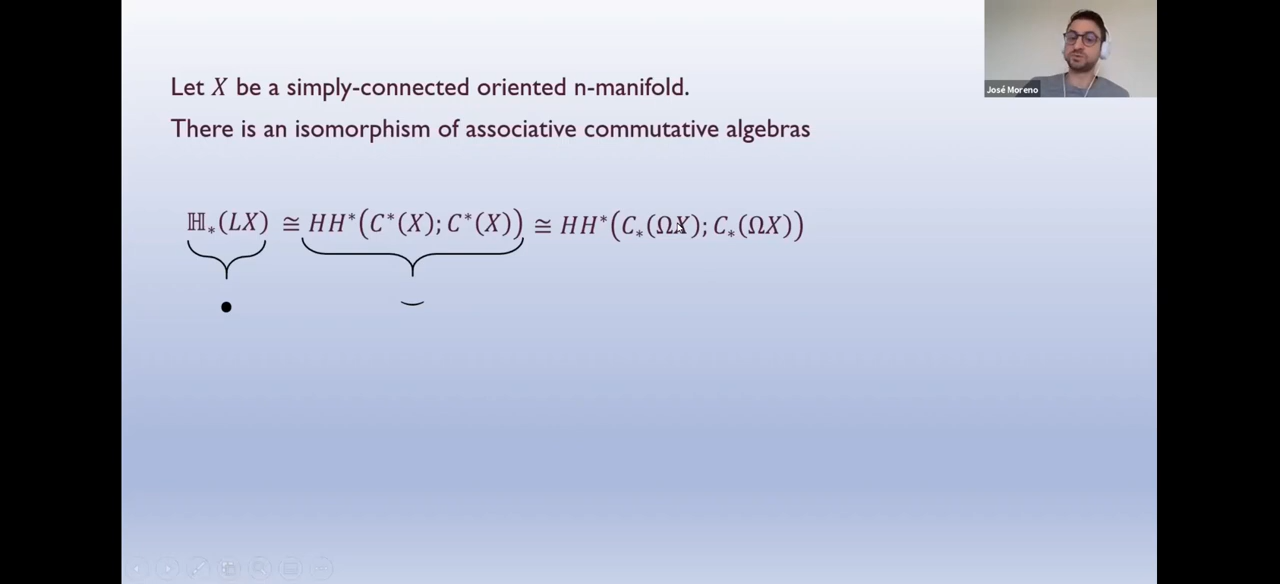 Let X be a simply-connected oriented n-manifold.
José Moreno
There is an isomorphism of associative commutative algebras
ℍ∗(LX) ≅ HH*(C*(X); C*(X)) ≅ HH*(C∗(ΩX); C∗(ΩX))
• ⌣